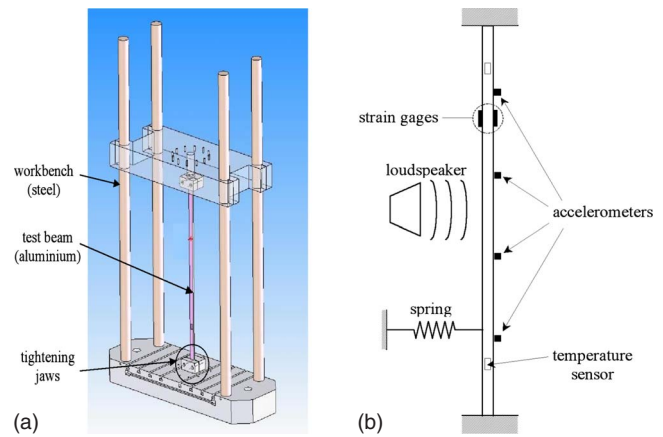 workbench
(steel)
test beam
(aluminium)
tightening
jaws
(a)
strain gages
loudspeaker
accelerometers
spring
temperature
sensor
(b)